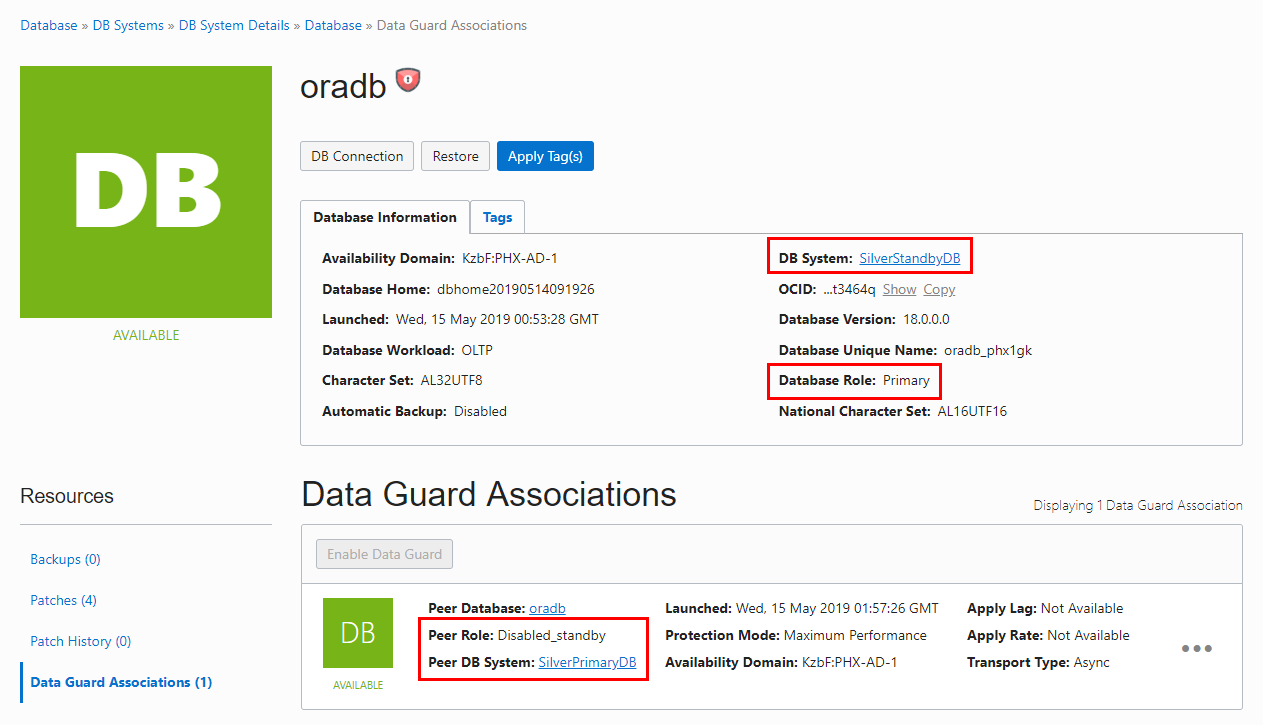 Database » DB Systems » DB System Details » Database » Data Guard Associations
DB
AVAILABLE
oradb
DB Connection Restore Apply Tag(s)
Database Information Tags
Availability Domain: KzbF:PHX-AD-1
Database Home: dbhome20190514091926
Launched: Wed, 15 May 2019 00:53:28 GMT
Database Workload: OLTP
Character Set: AL32UTF8
Automatic Backup: Disabled
DB System: SilverStandbyDB
OCID: ...t3464q Show Copy
Database Version: 18.0.0.0
Database Unique Name: oradb_phx1gk
Database Role: Primary
National Character Set: AL16UTF16
Resources
Backups (0)
Patches (4)
Patch History (0)
Data Guard Associations (1)
Data Guard Associations
Displaying 1 Data Guard Association
Enable Data Guard
DB
AVAILABLE
Peer Database: oradb
Peer Role: Disabled_standby
Peer DB System: SilverPrimaryDB
Launched: Wed, 15 May 2019 01:57:26 GMT
Protection Mode: Maximum Performance
Availability Domain: KzbF:PHX-AD-1
Apply Lag: Not Available
Apply Rate: Not Available
Transport Type: Async